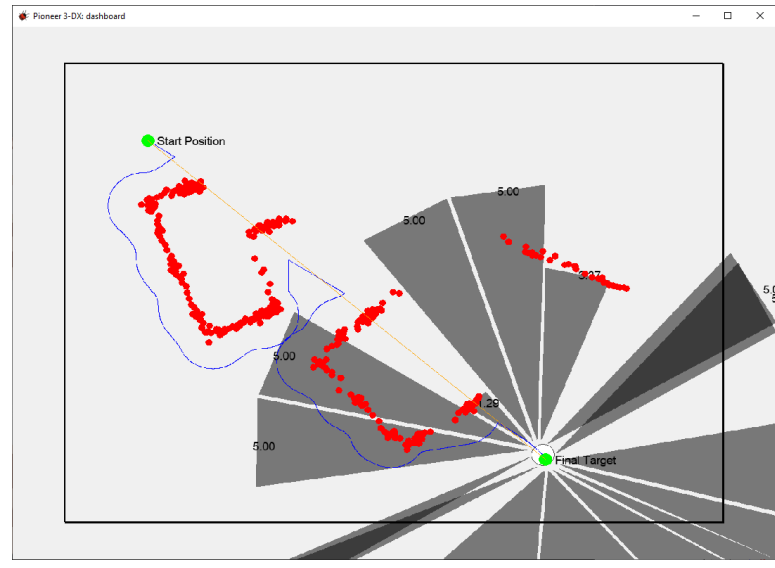 Pioneer 3-DX: dashboard
Start Position
5.00
5.00
5.00
1.29
5.00
Final Target